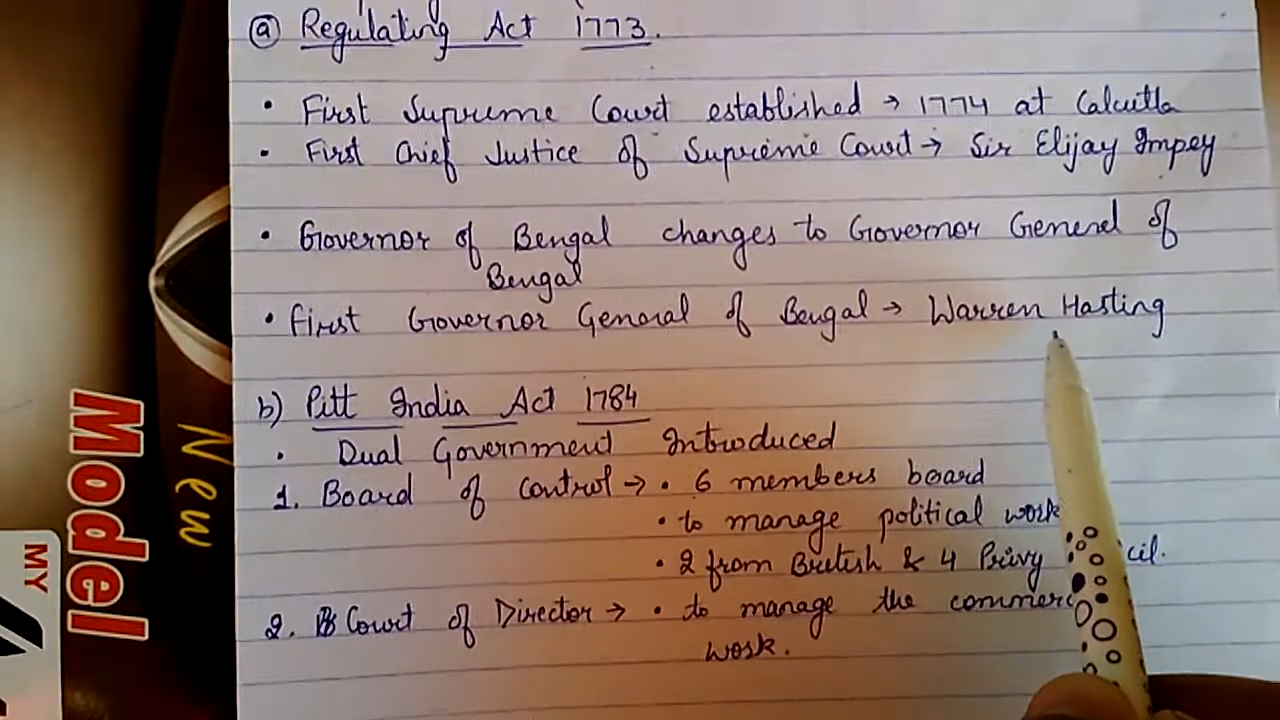 ⓐ Regulating Act 1773.
• First Supreme Court established → 1774 at Calcutta
• First Chief Justice of Supreme Court → Sir Elijay Impey
• Governor of Bengal changes to Governor General of
Bengal
• First Governor General of Bengal → Warren Hasting
b) Pitt India Act 1784
• Dual Government Introduced
1. Board of Control → • 6 members board
• to manage political work
• 2 from British & 4 Privy cil.
2. Court of Director → • to manage the commerc
work.
New
Model
MY